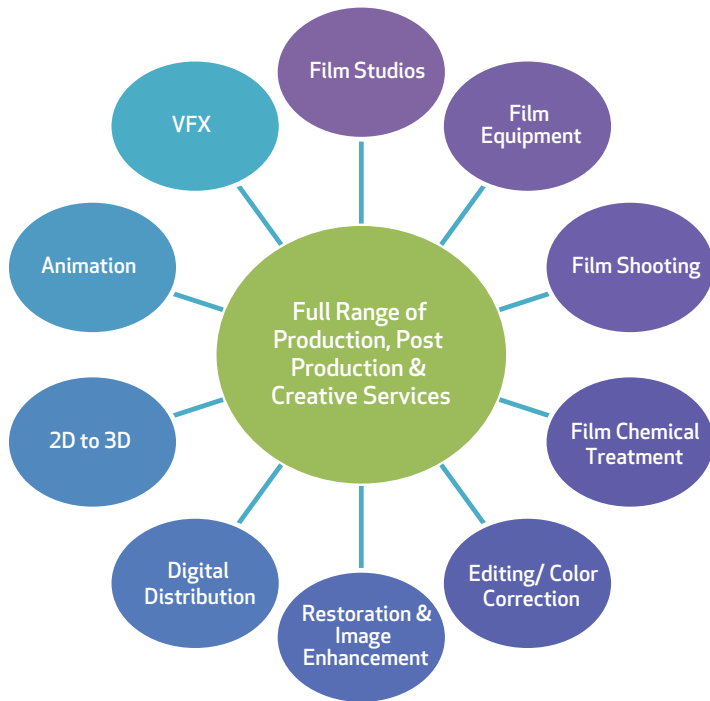 Film Studios
Film
Equipment
Film Shooting
Film Chemical
Treatment
Editing/ Color
Correction
Restoration &
Image
Enhancement
Digital
Distribution
2D to 3D
Animation
VFX
Full Range of
Production, Post
Production &
Creative Services